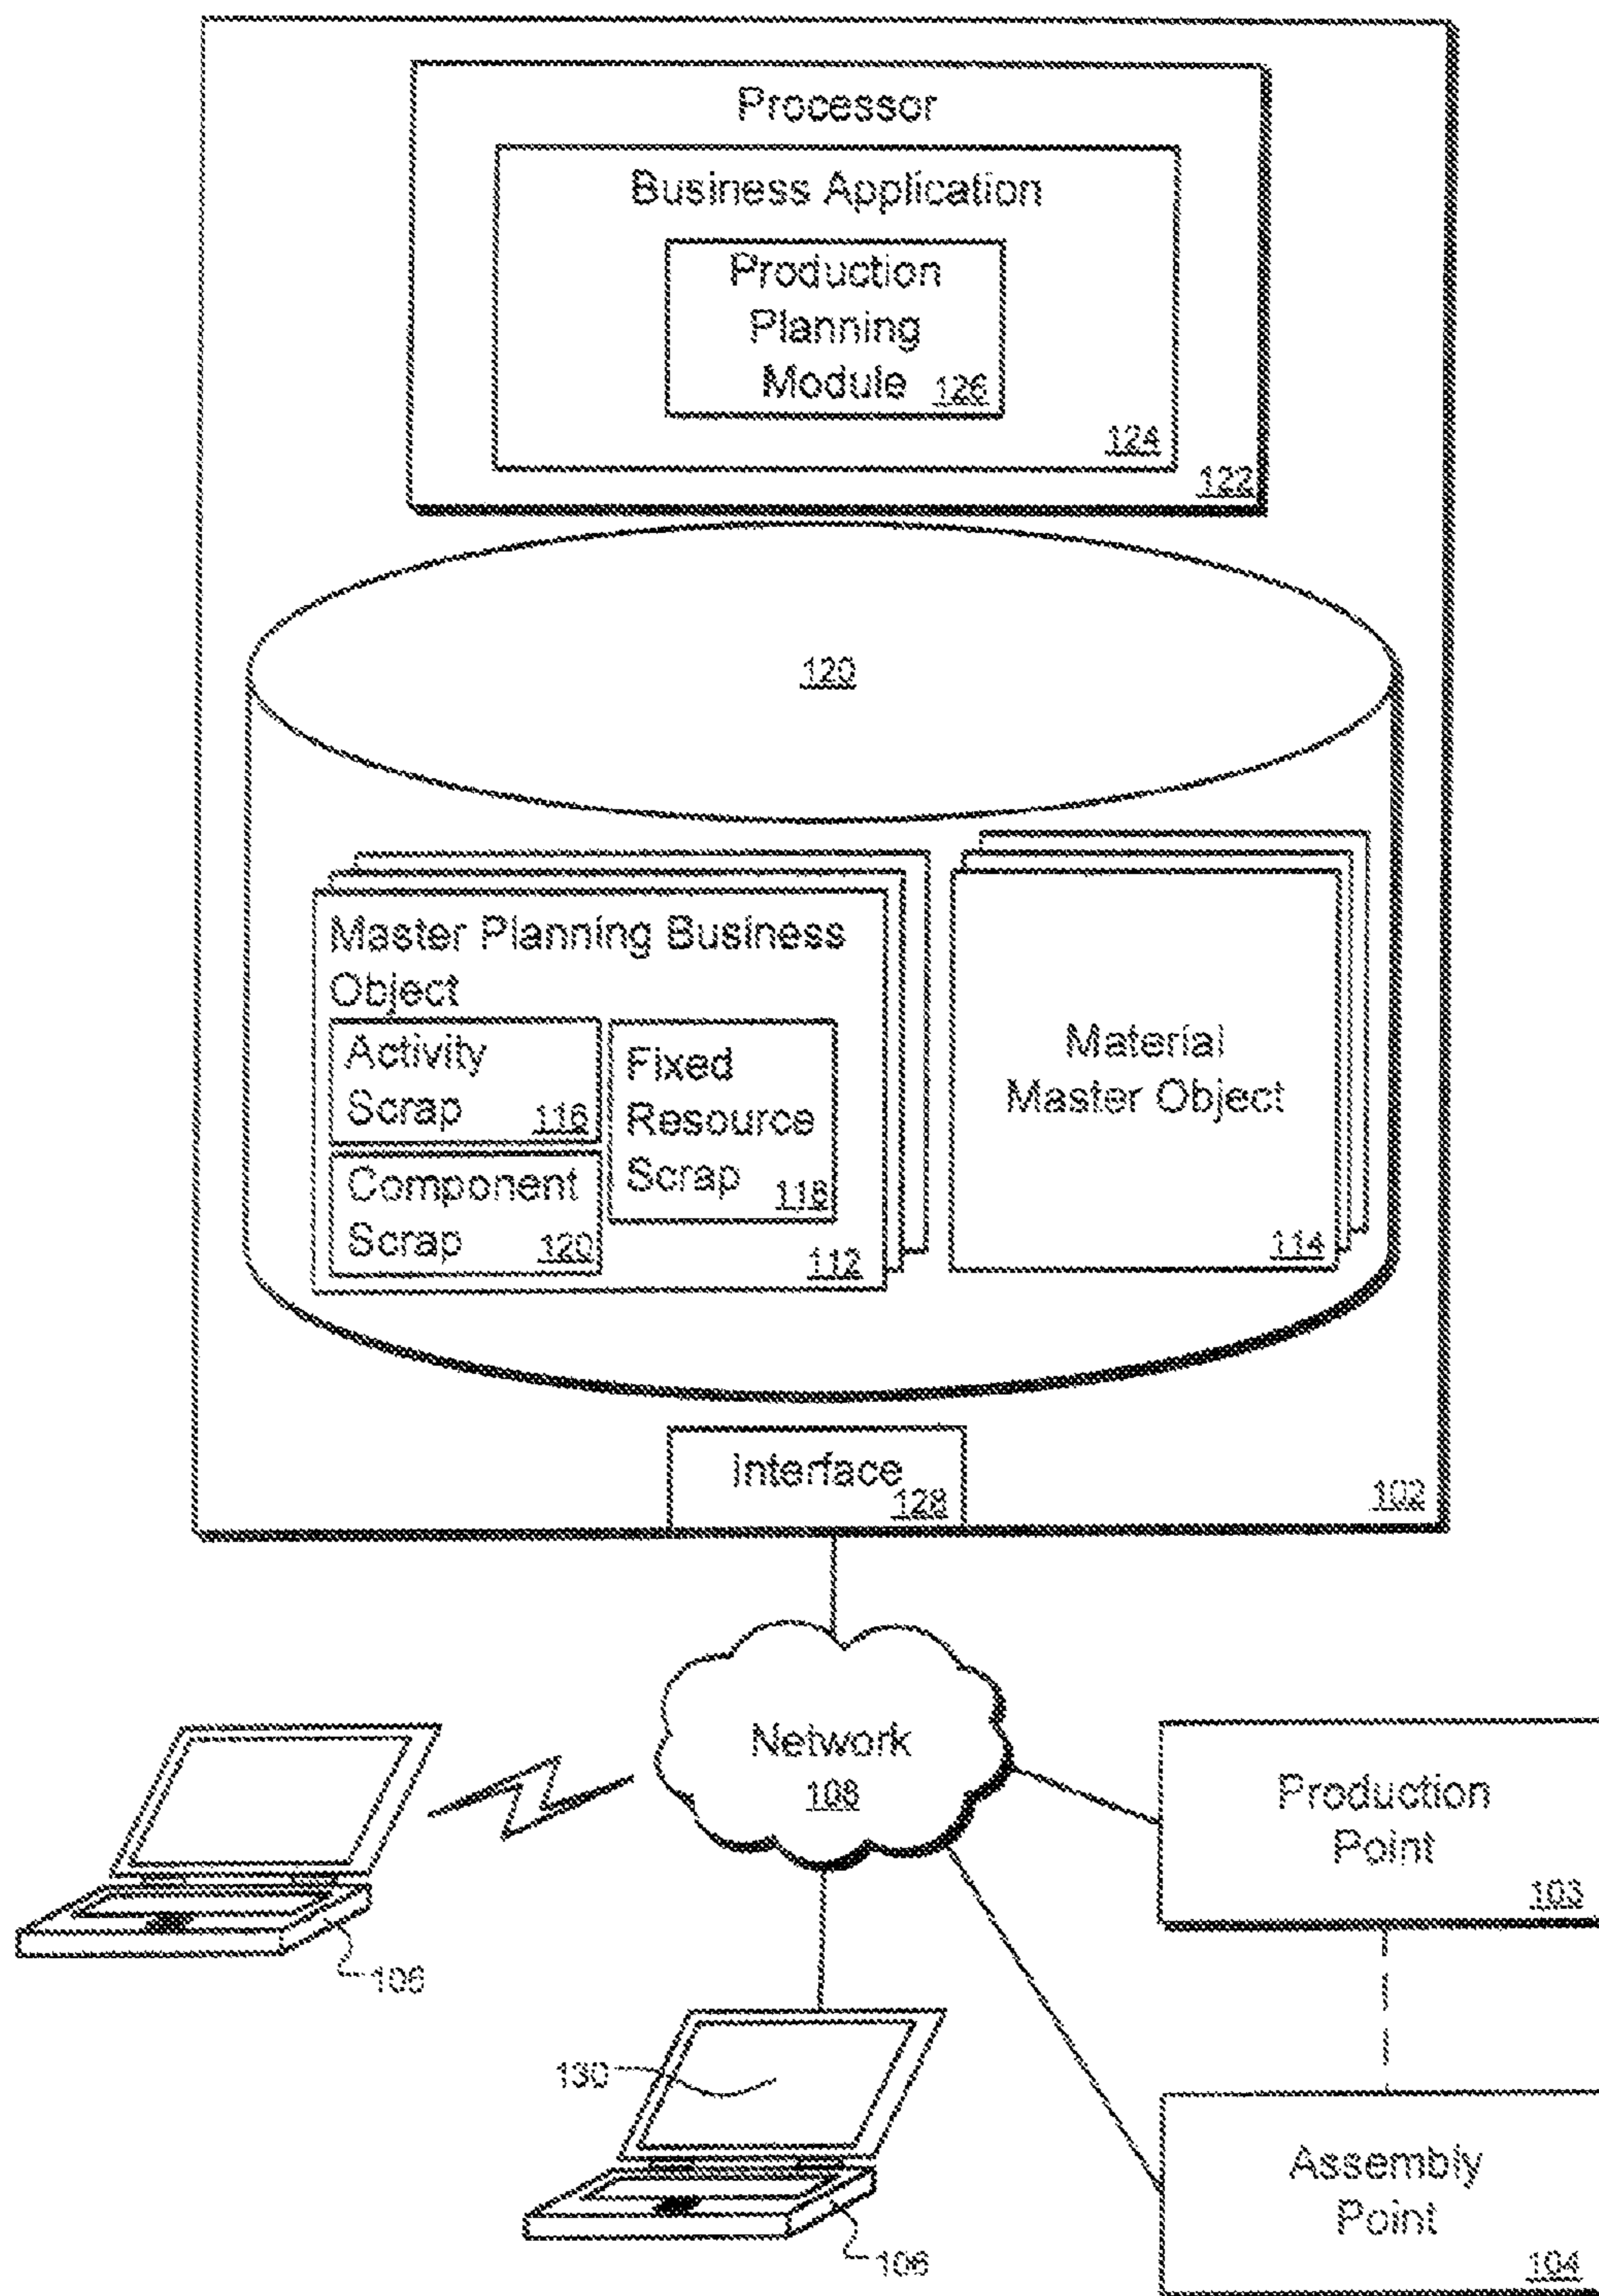 Processor
Business Application
Production
Planning
Module 126
124
122
120
Master Planning Business
Object
Activity
Scrap 116
Fixed
Resource
Scrap 118
Component
Scrap 120
112
Material
Master Object
114
Interface
128
102
Network
108
Production
Point
103
106
130
106
Assembly
Point
104